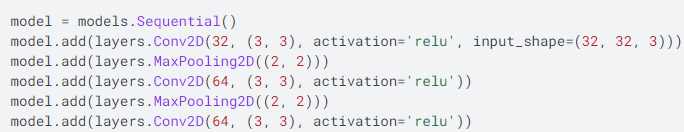 model = models.Sequential()
model.add(layers.Conv2D(32, (3, 3), activation='relu', input_shape=(32, 32, 3)))
model.add(layers.MaxPooling2D((2, 2)))
model.add(layers.Conv2D(64, (3, 3), activation='relu'))
model.add(layers.MaxPooling2D((2, 2)))
model.add(layers.Conv2D(64, (3, 3), activation='relu'))